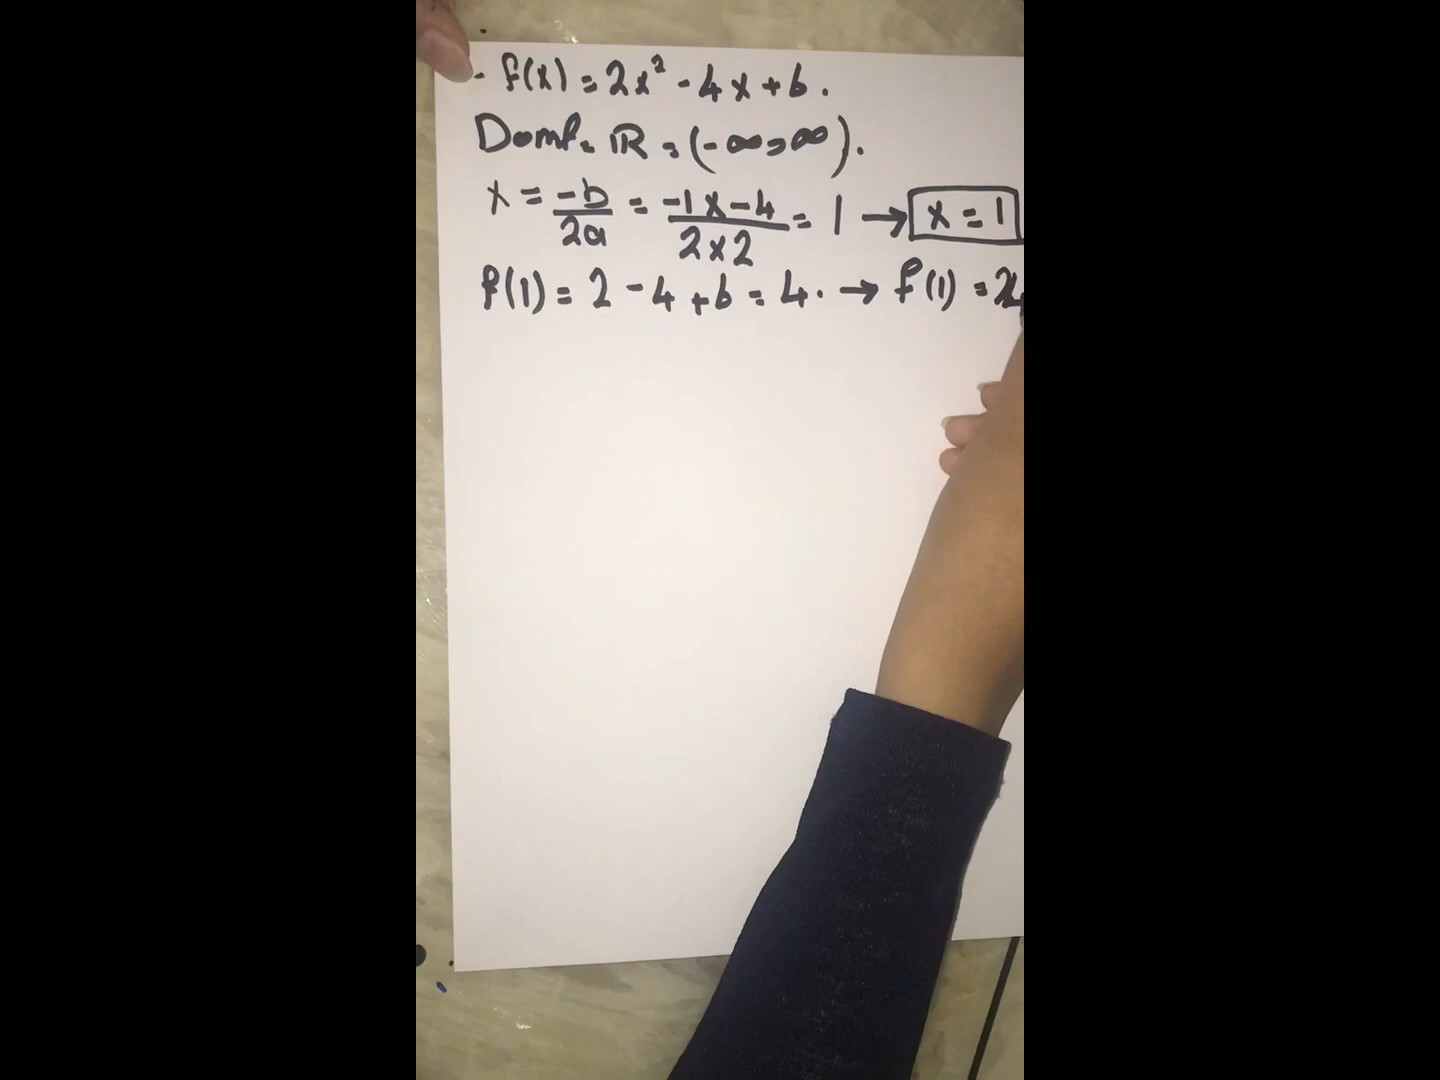 - f(x) = 2x² - 4x + 6.
Domf = ℝ = (-∞, ∞).
x = -b/2a = -1x-4/2x2 = 1 → x = 1
f(1) = 2 - 4 + 6 = 4. → f(1) =